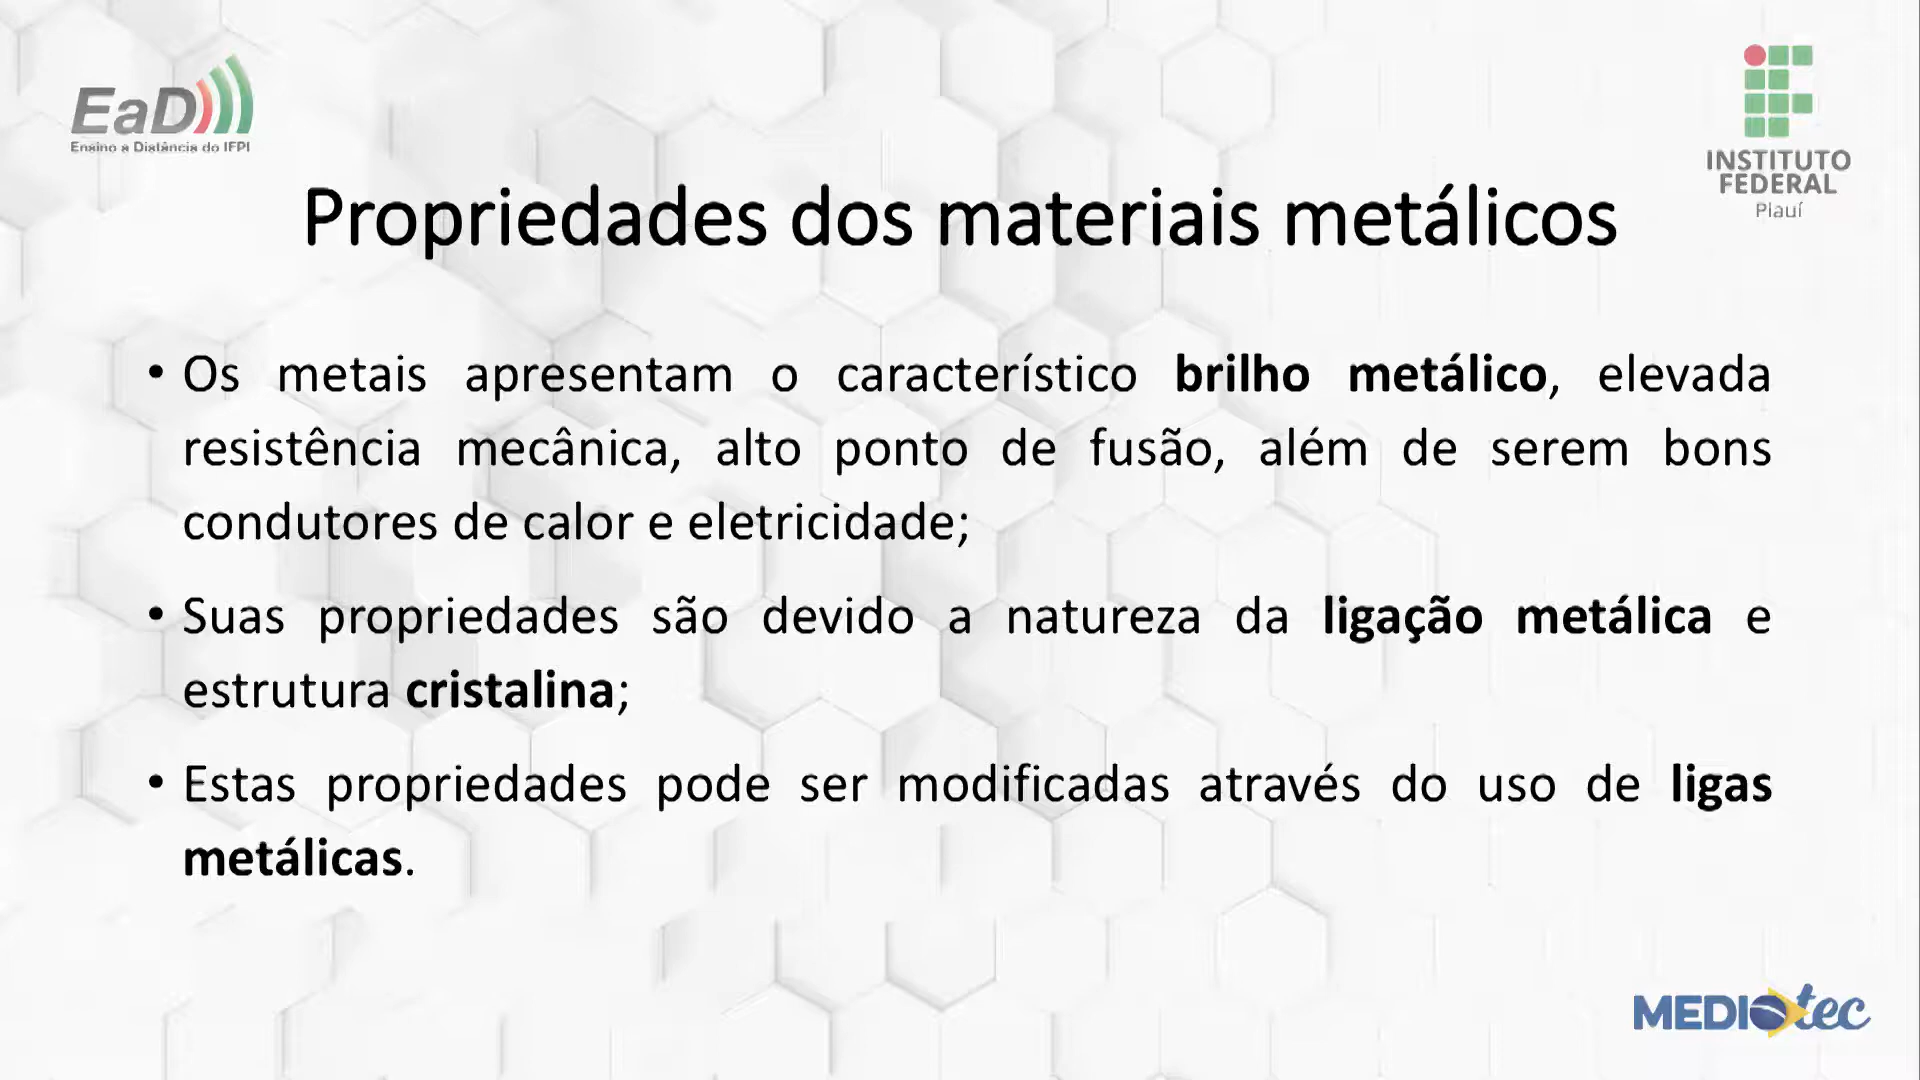 EaD
Ensino a Distância do IFPI
INSTITUTO
FEDERAL
Piauí
Propriedades dos materiais metálicos
• Os metais apresentam o característico brilho metálico, elevada
resistência mecânica, alto ponto de fusão, além de serem bons
condutores de calor e eletricidade;
• Suas propriedades são devido a natureza da ligação metálica e
estrutura cristalina;
• Estas propriedades pode ser modificadas através do uso de ligas
metálicas.
MEDIOtec